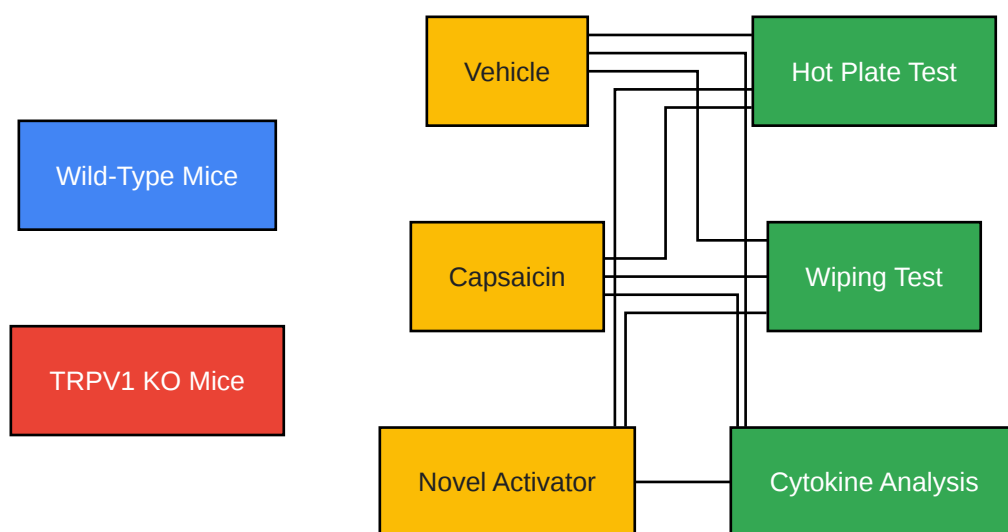 Wild-Type Mice
TRPV1 KO Mice
Vehicle
Capsaicin
Novel Activator
Hot Plate Test
Wiping Test
Cytokine Analysis